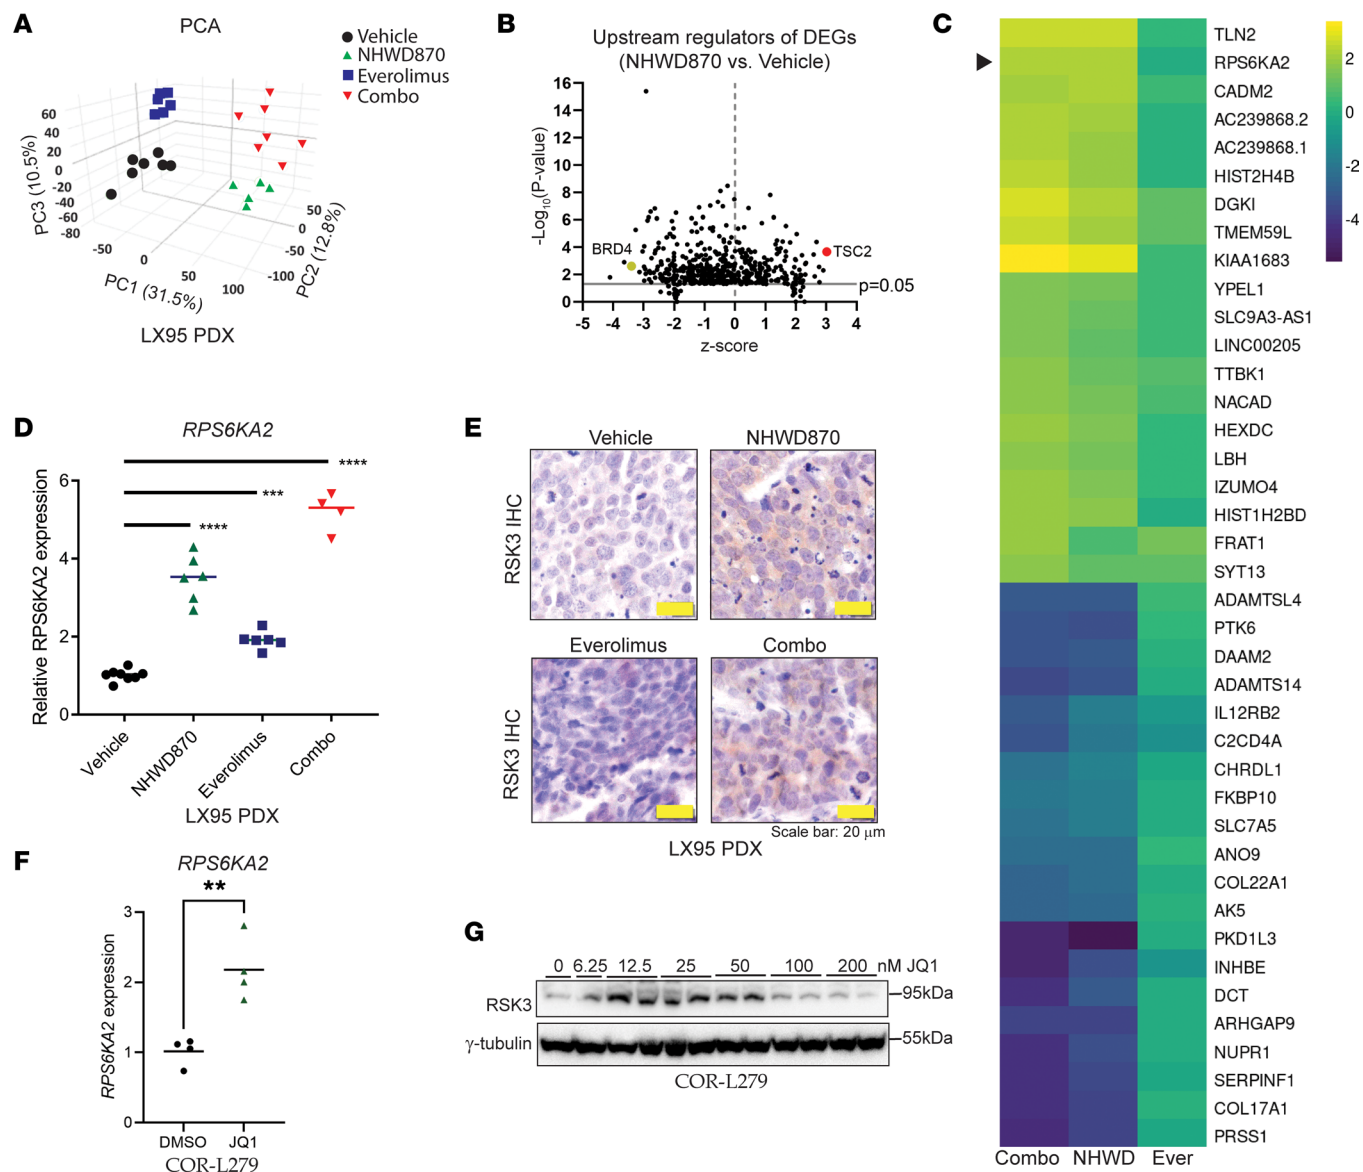 A
PCA
Vehicle
NHWD870
Everolimus
Combo
60
40
20
0
-20
-40
-60
-80
PC3 (10.5%)
-50
0
50
100
PC1 (31.5%)
50
0
-50
-100
PC2 (12.8%)
LX95 PDX
B
Upstream regulators of DEGs
(NHWD870 vs. Vehicle)
16
14
12
10
8
6
4
2
0
-Log10(P-value)
BRD4
TSC2
p=0.05
-5 -4 -3 -2 -1 0 1 2 3 4
z-score
C
TLN2
RPS6KA2
CADM2
AC239868.2
AC239868.1
HIST2H4B
DGKI
TMEM59L
KIAA1683
YPEL1
SLC9A3-AS1
LINC00205
TTBK1
NACAD
HEXDC
LBH
IZUMO4
HIST1H2BD
FRAT1
SYT13
ADAMTSL4
PTK6
DAAM2
ADAMTS14
IL12RB2
C2CD4A
CHRDL1
FKBP10
SLC7A5
ANO9
COL22A1
AK5
PKD1L3
INHBE
DCT
ARHGAP9
NUPR1
SERPINF1
COL17A1
PRSS1
Combo NHWD Ever
2
0
-2
-4
D
RPS6KA2
****
***
****
6
4
2
0
Relative RPS6KA2 expression
Vehicle
NHWD870
Everolimus
Combo
LX95 PDX
E
Vehicle
NHWD870
RSK3 IHC
Everolimus
Combo
RSK3 IHC
Scale bar: 20 μm
LX95 PDX
F
RPS6KA2
**
3
2
1
0
RPS6KA2 expression
DMSO JQ1
COR-L279
G
0 6.25 12.5 25 50 100 200 nM JQ1
RSK3
95kDa
γ-tubulin
55kDa
COR-L279